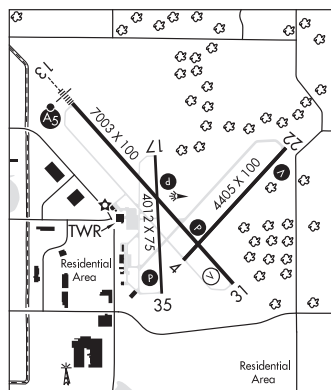 13
A5
7003 X 100
17
22
P
V
4012 X 75
4405 X 100
P
TWR
4
V
Residential
Area
P
31
35
Residential
Area